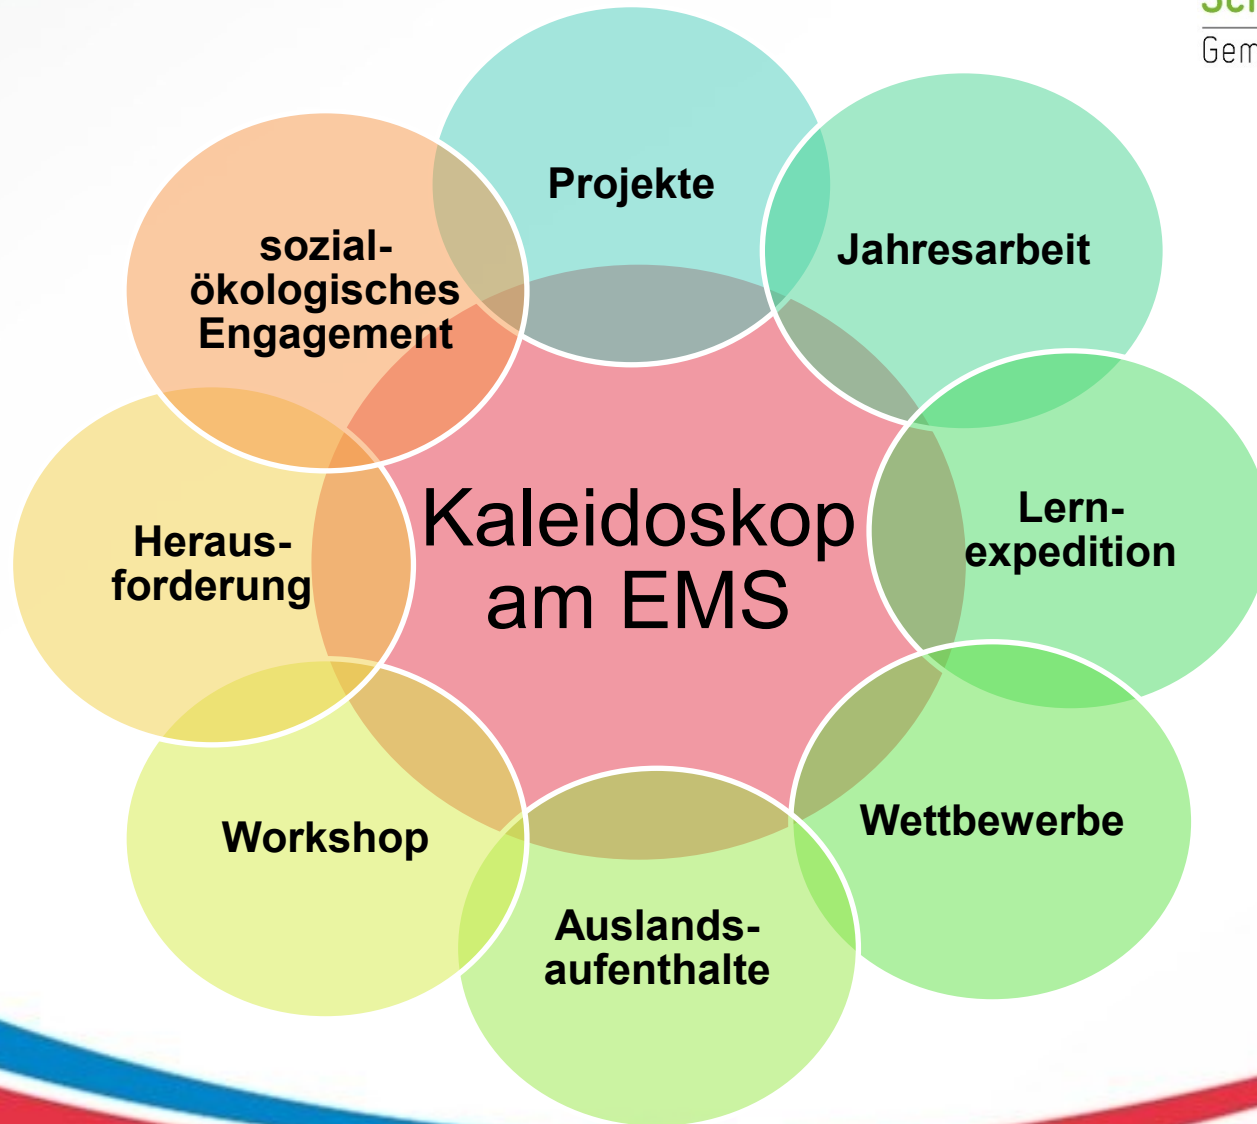 Projekte
Jahresarbeit
sozial-
ökologisches
Engagement
Kaleidoskop
am EMS
Lern-
expedition
Heraus-
forderung
Wettbewerbe
Workshop
Auslands-
aufenthalte